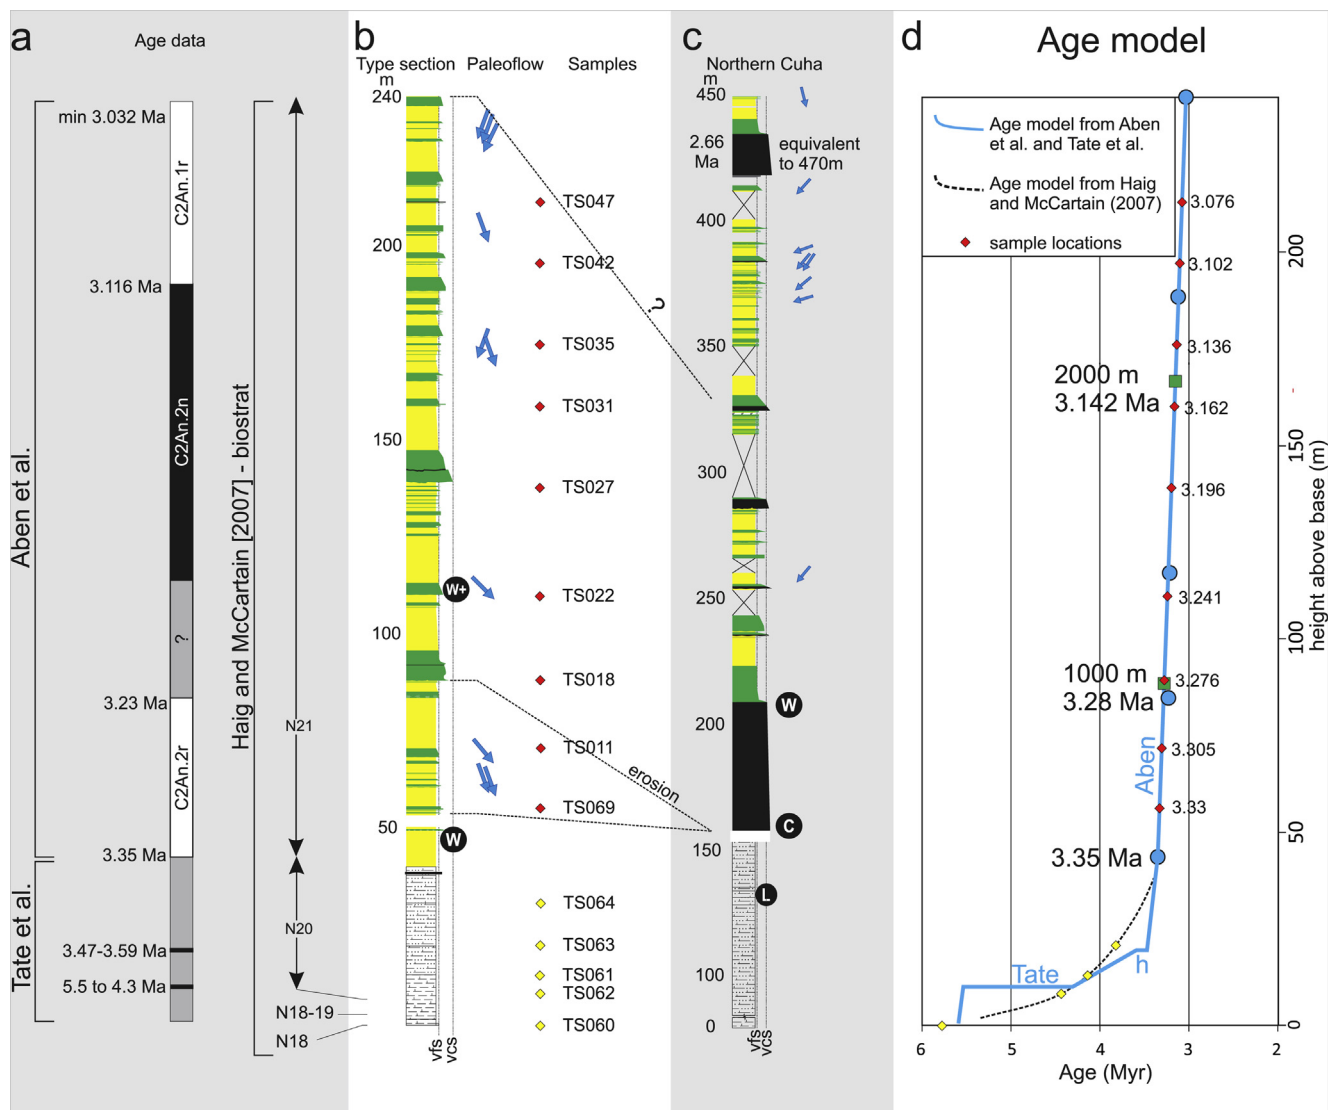 a
Age data
Aben et al.
Tate et al.
min 3.032 Ma
3.116 Ma
3.23 Ma
3.35 Ma
3.47-3.59 Ma
5.5 to 4.3 Ma
C2An.1r
C2An.2n
?
C2An.2r
Haig and McCartain [2007] - biostrat
N21
N20
N18-19
N18
b
Type section
Paleoflow
Samples
m
240
200
150
100
50
W+
W
vfs
vcs
TS047
TS042
TS035
TS031
TS027
TS022
TS018
TS011
TS069
TS064
TS063
TS061
TS062
TS060
?
erosion
c
Northern Cuha
m
450
2.66
Ma
equivalent
to 470m
400
350
300
250
200
150
100
0
W
C
L
vfs
vcs
d
Age model
Age model from Aben
et al. and Tate et al.
Age model from Haig
and McCartain (2007)
sample locations
3.076
3.102
3.136
2000 m
3.142 Ma
3.162
3.196
3.241
1000 m
3.28 Ma
3.276
3.305
3.33
3.35 Ma
Aben
Tate
h
200
150
100
50
0
height above base (m)
6
5
4
3
2
Age (Myr)